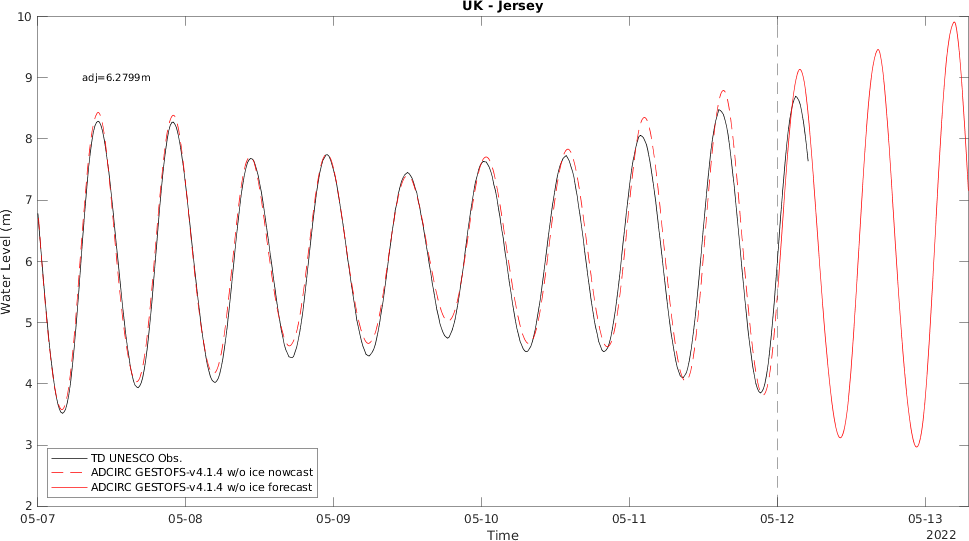 UK - Jersey
10
9
8
7
6
5
4
3
2
Water Level (m)
adj=6.2799m
TD UNESCO Obs.
ADCIRC GESTOFS-v4.1.4 w/o ice nowcast
ADCIRC GESTOFS-v4.1.4 w/o ice forecast
05-07
05-08
05-09
05-10
05-11
05-12
05-13
Time
2022